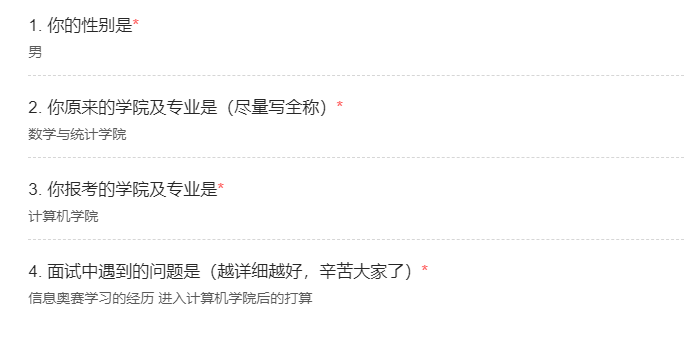 1. 你的性别是*
男
2. 你原来的学院及专业是（尽量写全称）*
数学与统计学院
3. 你报考的学院及专业是*
计算机学院
4. 面试中遇到的问题是（越详细越好，辛苦大家了）*
信息奥赛学习的经历 进入计算机学院后的打算